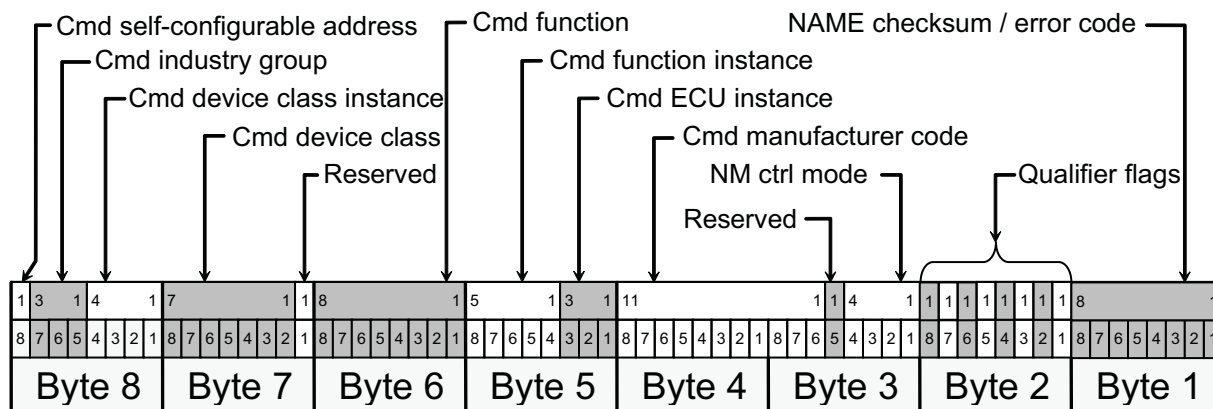 Cmd self-configurable address
Cmd function
NAME checksum / error code
Cmd industry group
Cmd function instance
Cmd device class instance
Cmd ECU instance
Cmd device class
Cmd manufacturer code
Reserved
NM ctrl mode
Qualifier flags
Reserved
1 3 1 4 1 7 1 1 8 1 5 1 3 1 11 1 1 4 1 1 1 1 1 1 1 1 1 8 1
8 7 6 5 4 3 2 1 8 7 6 5 4 3 2 1 8 7 6 5 4 3 2 1 8 7 6 5 4 3 2 1 8 7 6 5 4 3 2 1 8 7 6 5 4 3 2 1 8 7 6 5 4 3 2 1 8 7 6 5 4 3 2 1
Byte 8 Byte 7 Byte 6 Byte 5 Byte 4 Byte 3 Byte 2 Byte 1